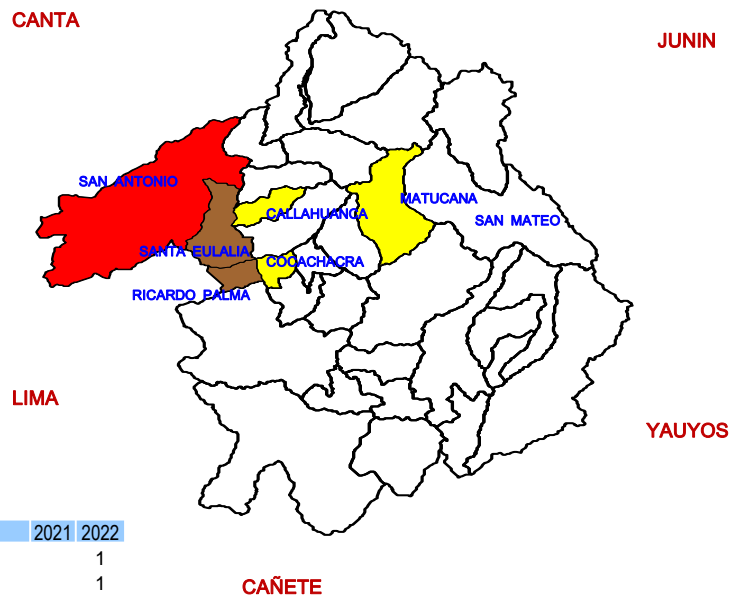 CANTA
JUNIN
SAN ANTONIO
MATUCANA
CALLAHUANCA
SAN MATEO
SANTA EULALIA
COCACHACRA
RICARDO PALMA
LIMA
YAUYOS
2021 2022
1
1
CAÑETE